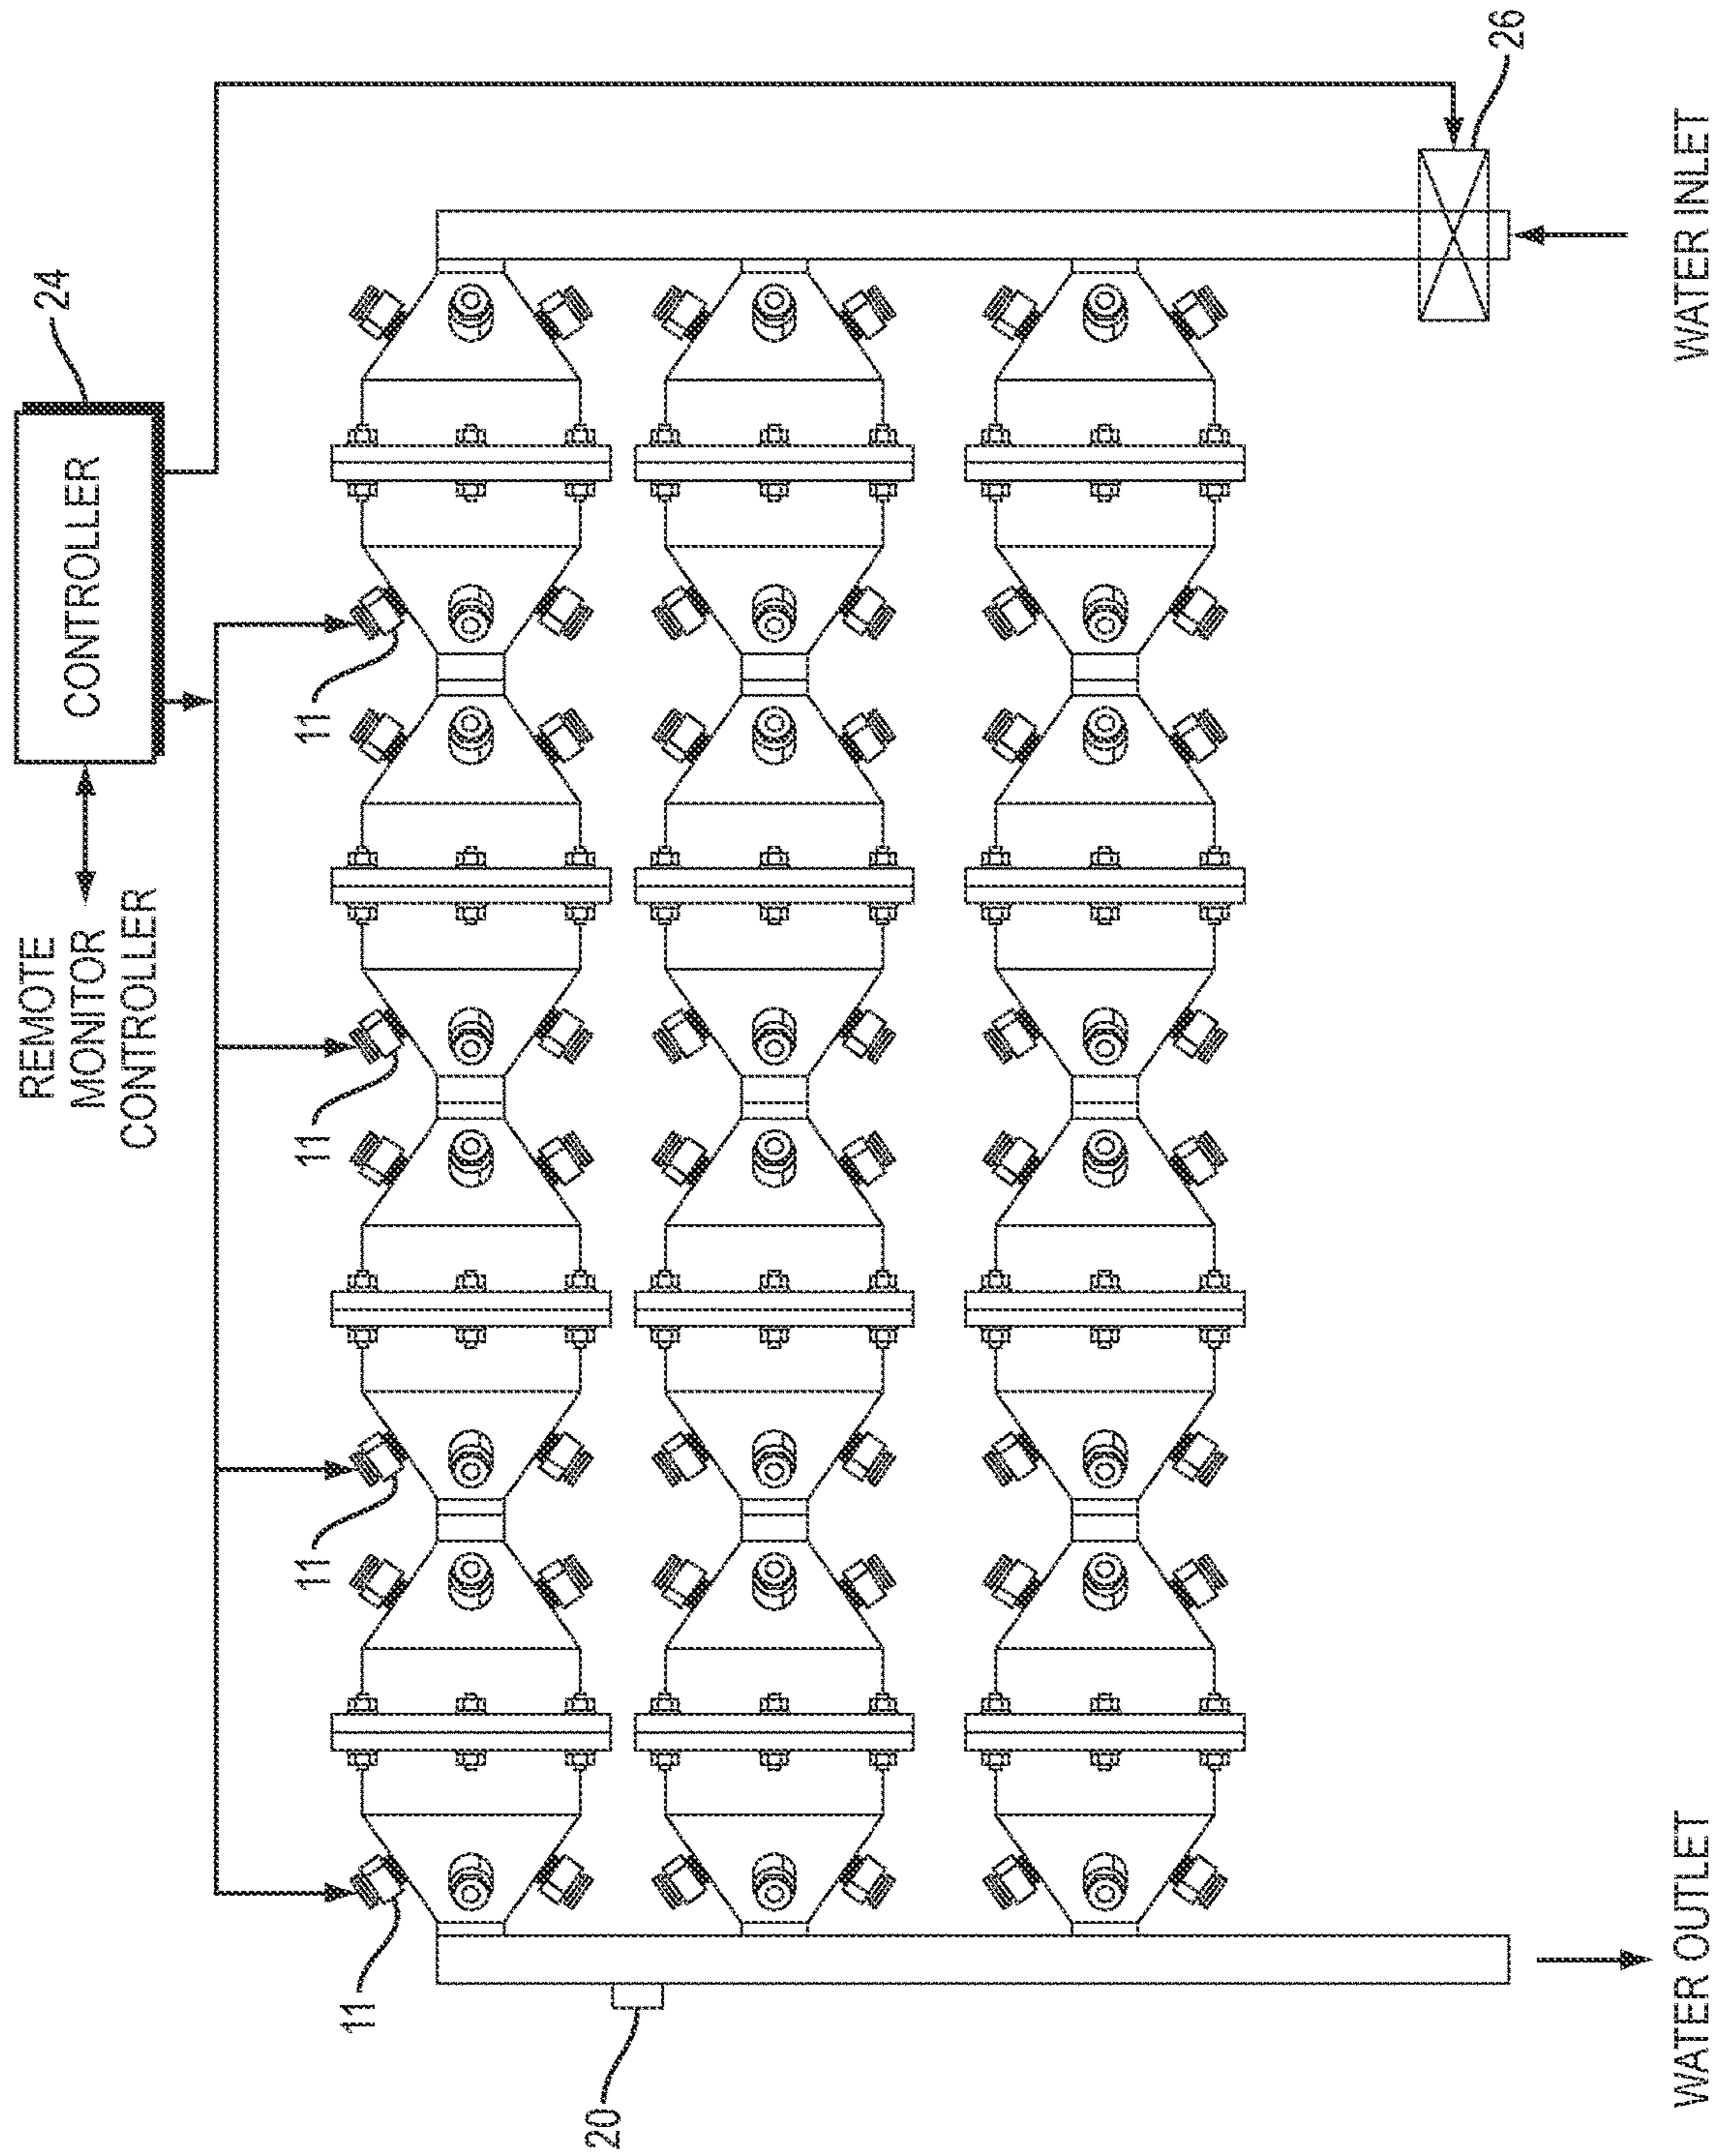 REMOTE
MONITOR
CONTROLLER
CONTROLLER
24
11
11
11
11
20
26
WATER OUTLET
WATER INLET